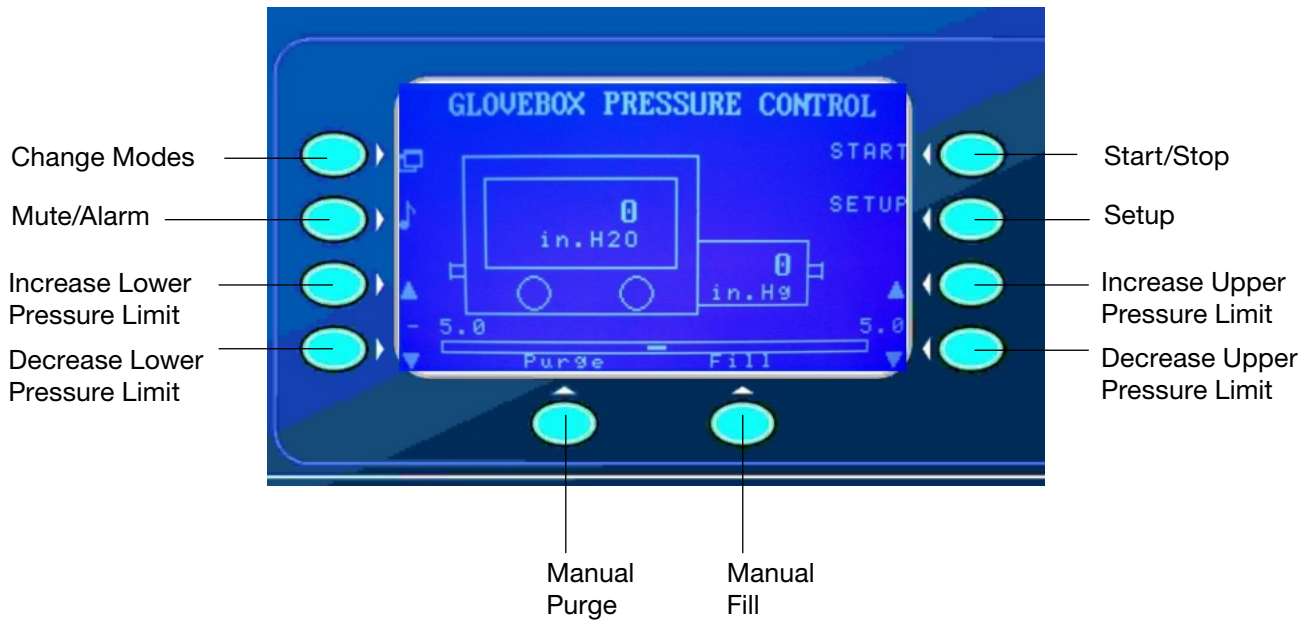 GLOVEBOX PRESSURE CONTROL
Change Modes
START
Start/Stop
Mute/Alarm
0
SETUP
Setup
in.H2O
Increase Lower
Pressure Limit
0
in.Hg
Increase Upper
Pressure Limit
- 5.0
5.0
Decrease Lower
Pressure Limit
Purge
Fill
Decrease Upper
Pressure Limit
Manual
Purge
Manual
Fill